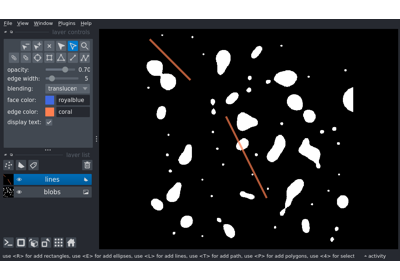 File View Window Plugins Help
layer controls
opacity: 0.70
edge width: 5
blending: translucen
face color: royalblue
edge color: coral
display text:
layer list
lines
blobs
use <R> for add rectangles, use <E> for add ellipses, use <L> for add lines, use <T> for add path, use <P> for add polygons, use <4> for select activity